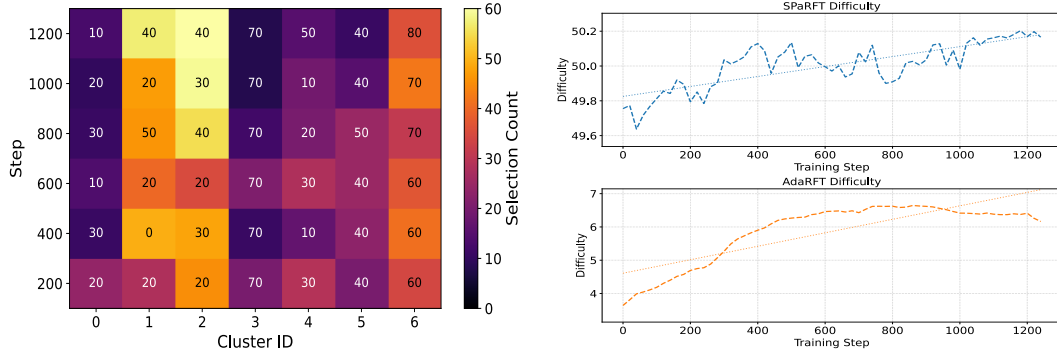 1200 10 40 40 70 50 40 80
1000 20 20 30 70 10 40 70
800 30 50 40 70 20 50 70
600 10 20 20 70 30 40 60
400 30 0 30 70 10 40 60
200 20 20 20 70 30 40 60
0 1 2 3 4 5 6
Cluster ID
Step
60
50
40
30
20
10
0
Selection Count
SPaRFT Difficulty
50.2
50.0
49.8
49.6
Difficulty
0 200 400 600 800 1000 1200
Training Step
AdaRFT Difficulty
7
6
5
4
Difficulty
0 200 400 600 800 1000 1200
Training Step